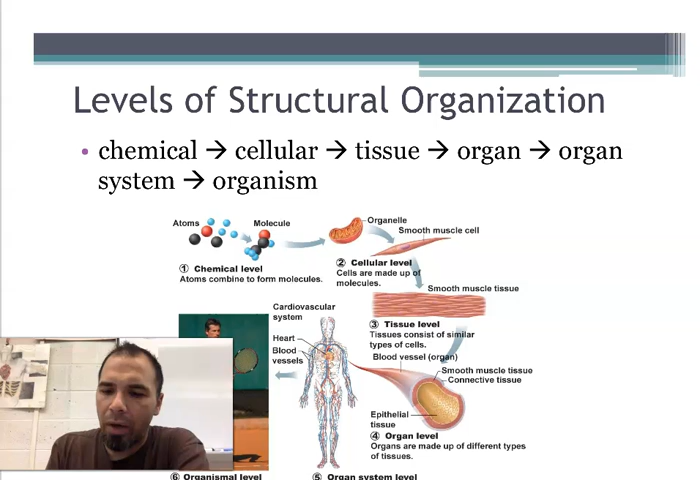 Levels of Structural Organization
• chemical → cellular → tissue → organ → organ
system → organism
Atoms
Molecule
① Chemical level
Atoms combine to form molecules.
Organelle
Smooth muscle cell
② Cellular level
Cells are made up of
molecules.
Smooth muscle tissue
③ Tissue level
Tissues consist of similar
types of cells.
Cardiovascular
system
Heart
Blood
vessels
Blood vessel (organ)
Smooth muscle tissue
Connective tissue
Epithelial
tissue
④ Organ level
Organs are made up of different types
of tissues.
⑥ Organismal level
⑤ Organ system level